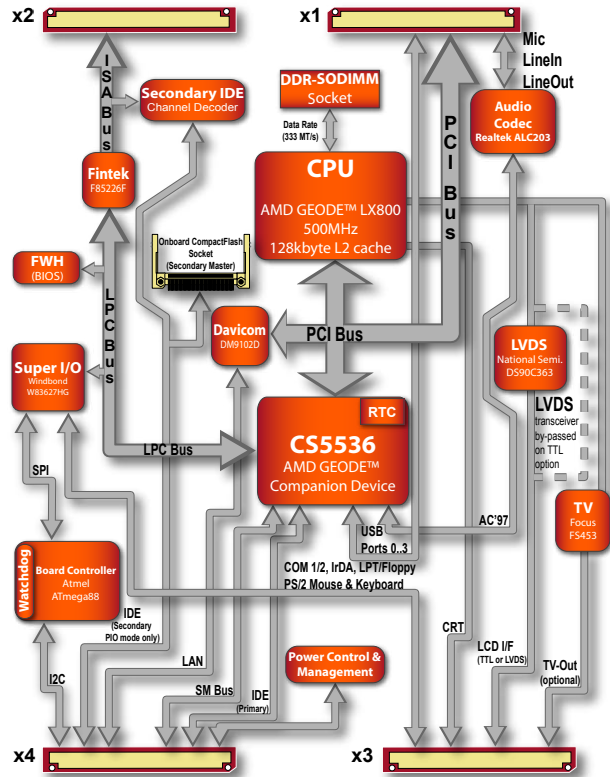 x2
x1
Mic
LineIn
LineOut
ISA Bus
Secondary IDE
Channel Decoder
DDR-SODIMM
Socket
Data Rate
(333 MT/s)
PCI Bus
Audio
Codec
Realtek ALC203
Fintek
F85226F
CPU
AMD GEODE™ LX800
500MHz
128kbyte L2 cache
Onboard CompactFlash
Socket
(Secondary Master)
FWH
(BIOS)
LPC Bus
Davicom
DM9102D
PCI Bus
LVDS
National Semi.
DS90C363
Super I/O
Windbond
W83627HG
LVDS
transceiver
by-passed
on TTL
option
RTC
CS5536
AMD GEODE™
Companion Device
LPC Bus
SPI
TV
Focus
FS453
USB
Ports 0..3
AC'97
Watchdog
Board Controller
Atmel
ATmega88
COM 1/2, IrDA, LPT/Floppy
PS/2 Mouse & Keyboard
IDE
(Secondary
PIO mode only)
CRT
LCD I/F
(TTL or LVDS)
TV-Out
(optional)
LAN
Power Control &
Management
I2C
SM Bus
IDE
(Primary)
x4
x3